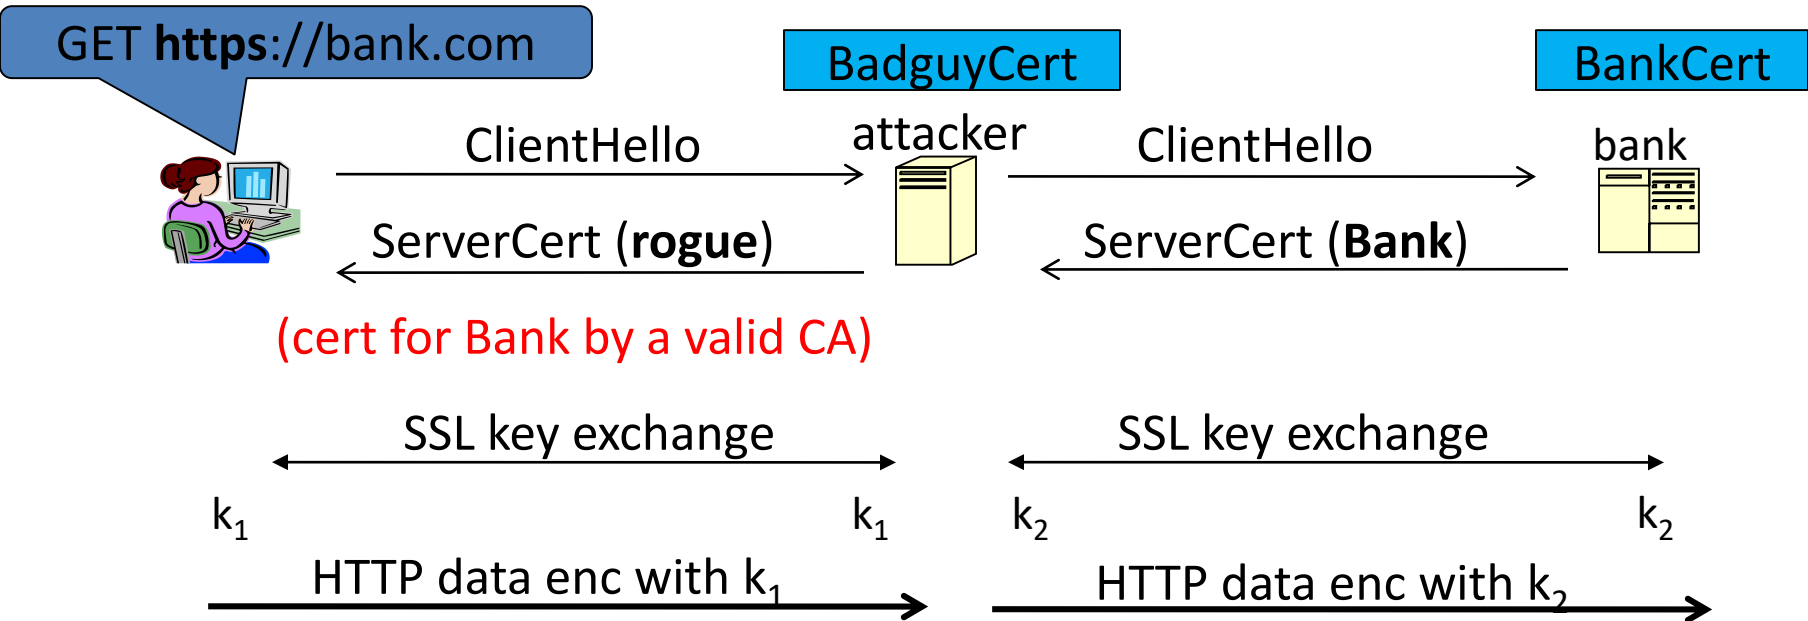 GET https://bank.com
BadguyCert
BankCert
attacker
bank
ClientHello
ClientHello
ServerCert (rogue)
ServerCert (Bank)
(cert for Bank by a valid CA)
SSL key exchange
SSL key exchange
k1
k1
k2
k2
HTTP data enc with k1
HTTP data enc with k2